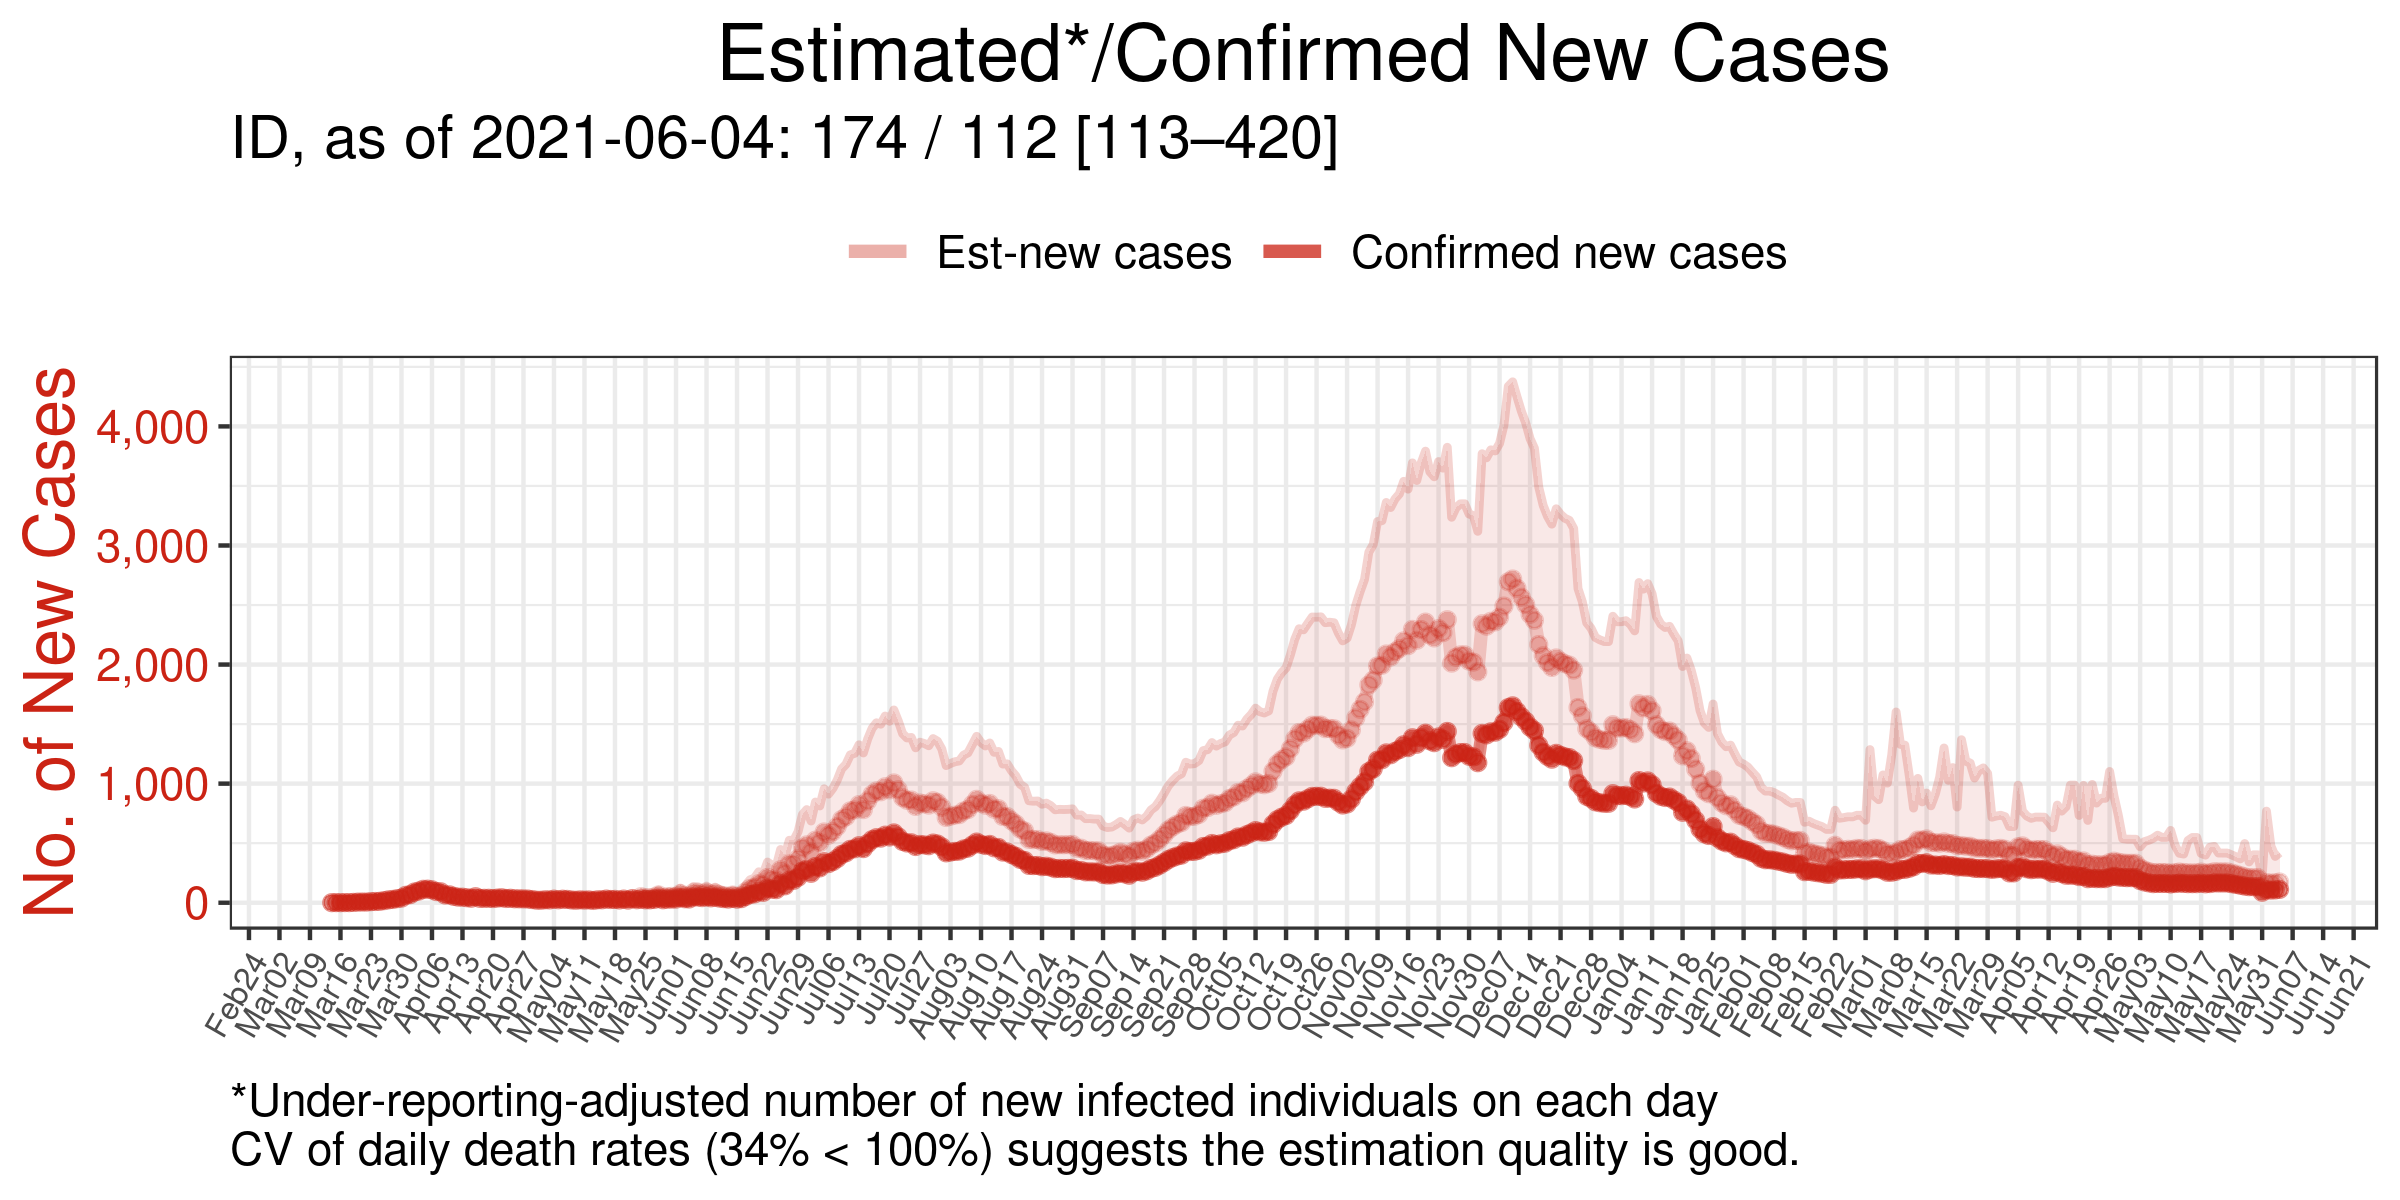 Estimated*/Confirmed New Cases
ID, as of 2021-06-04: 174 / 112 [113–420]
Est-new cases
Confirmed new cases
No. of New Cases
4,000
3,000
2,000
1,000
0
Feb24
Mar02
Mar09
Mar16
Mar23
Mar30
Apr06
Apr13
Apr20
Apr27
May04
May11
May18
May25
Jun01
Jun08
Jun15
Jun22
Jun29
Jul06
Jul13
Jul20
Jul27
Aug03
Aug10
Aug17
Aug24
Aug31
Sep07
Sep14
Sep21
Sep28
Oct05
Oct12
Oct19
Oct26
Nov02
Nov09
Nov16
Nov23
Nov30
Dec07
Dec14
Dec21
Dec28
Jan04
Jan11
Jan18
Jan25
Feb01
Feb08
Feb15
Feb22
Mar01
Mar08
Mar15
Mar22
Mar29
Apr05
Apr12
Apr19
Apr26
May03
May10
May17
May24
May31
Jun07
Jun14
Jun21
*Under-reporting-adjusted number of new infected individuals on each day
CV of daily death rates (34% < 100%) suggests the estimation quality is good.